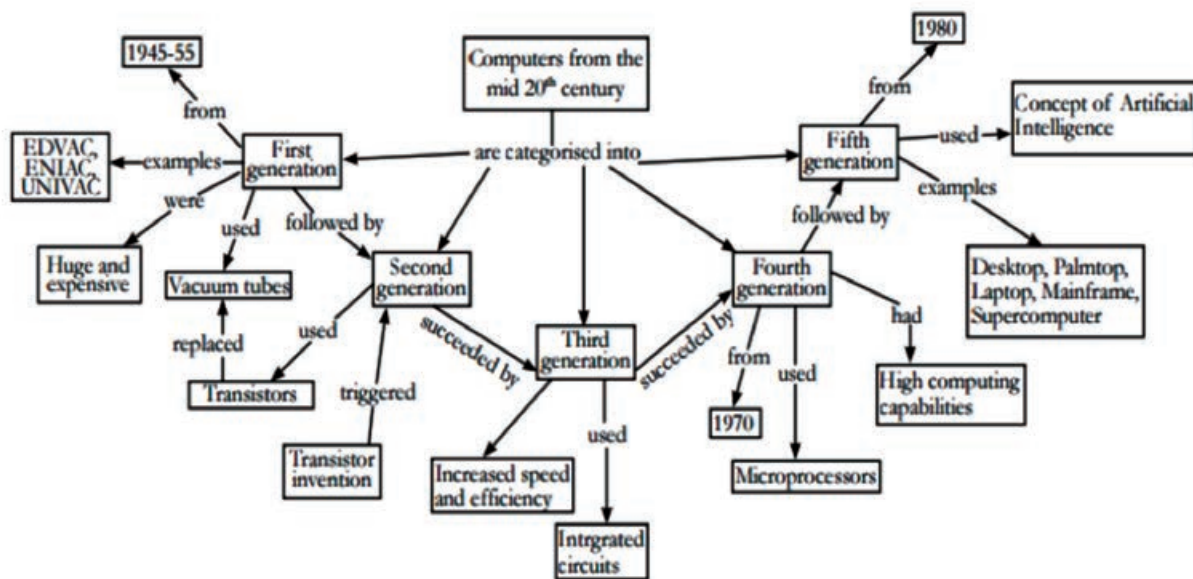 1945-55
Computers from the
mid 20th century
1980
from
from
Concept of Artificial
Intelligence
used
EDVAC,
ENIAC,
UNIVAC
examples
First
generation
are categorised into
Fifth
generation
examples
were
used
followed by
followed by
Huge and
expensive
Vacuum tubes
Second
generation
Fourth
generation
Desktop, Palmtop,
Laptop, Mainframe,
Supercomputer
had
replaced
used
succeeded by
Third
generation
succeeded by
from
used
Transistors
triggered
High computing
capabilities
1970
used
Transistor
invention
Increased speed
and efficiency
Microprocessors
Intrgrated
circuits